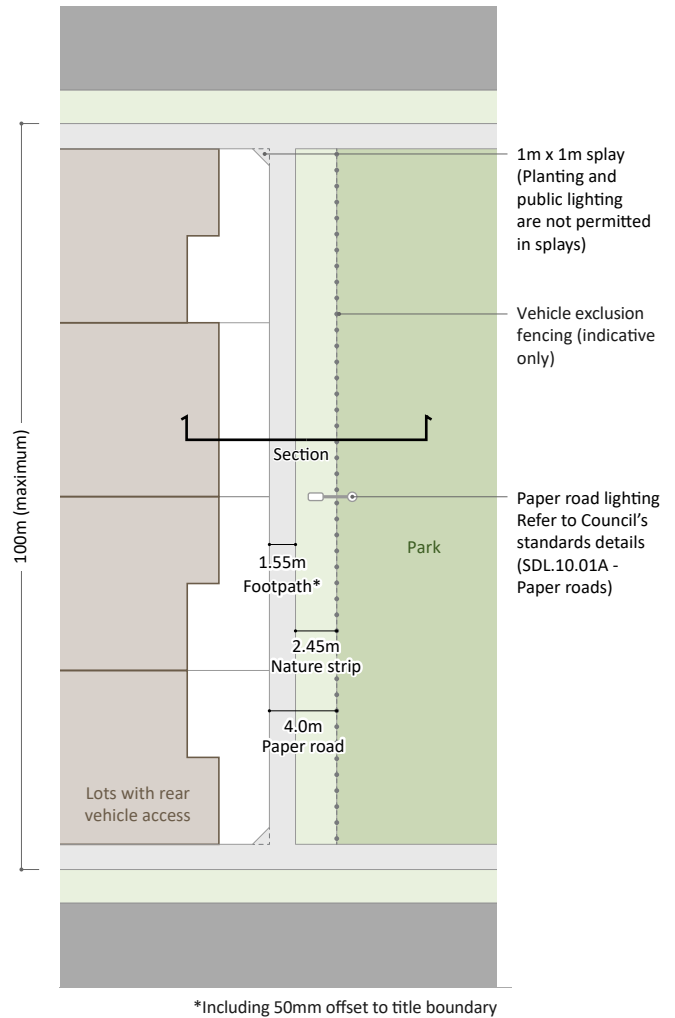 1m x 1m splay
(Planting and
public lighting
are not permitted
in splays)
Vehicle exclusion
fencing (indicative
only)
100m (maximum)
Section
Paper road lighting
Refer to Council’s
standards details
(SDL.10.01A -
Paper roads)
Park
1.55m
Footpath*
2.45m
Nature strip
4.0m
Paper road
Lots with rear
vehicle access
*Including 50mm offset to title boundary